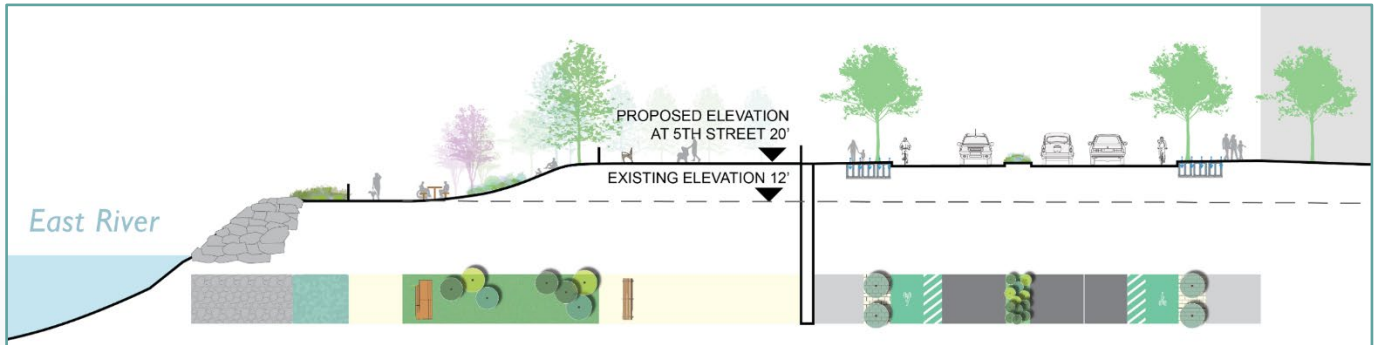 PROPOSED ELEVATION
AT 5TH STREET 20'
EXISTING ELEVATION 12'
East River